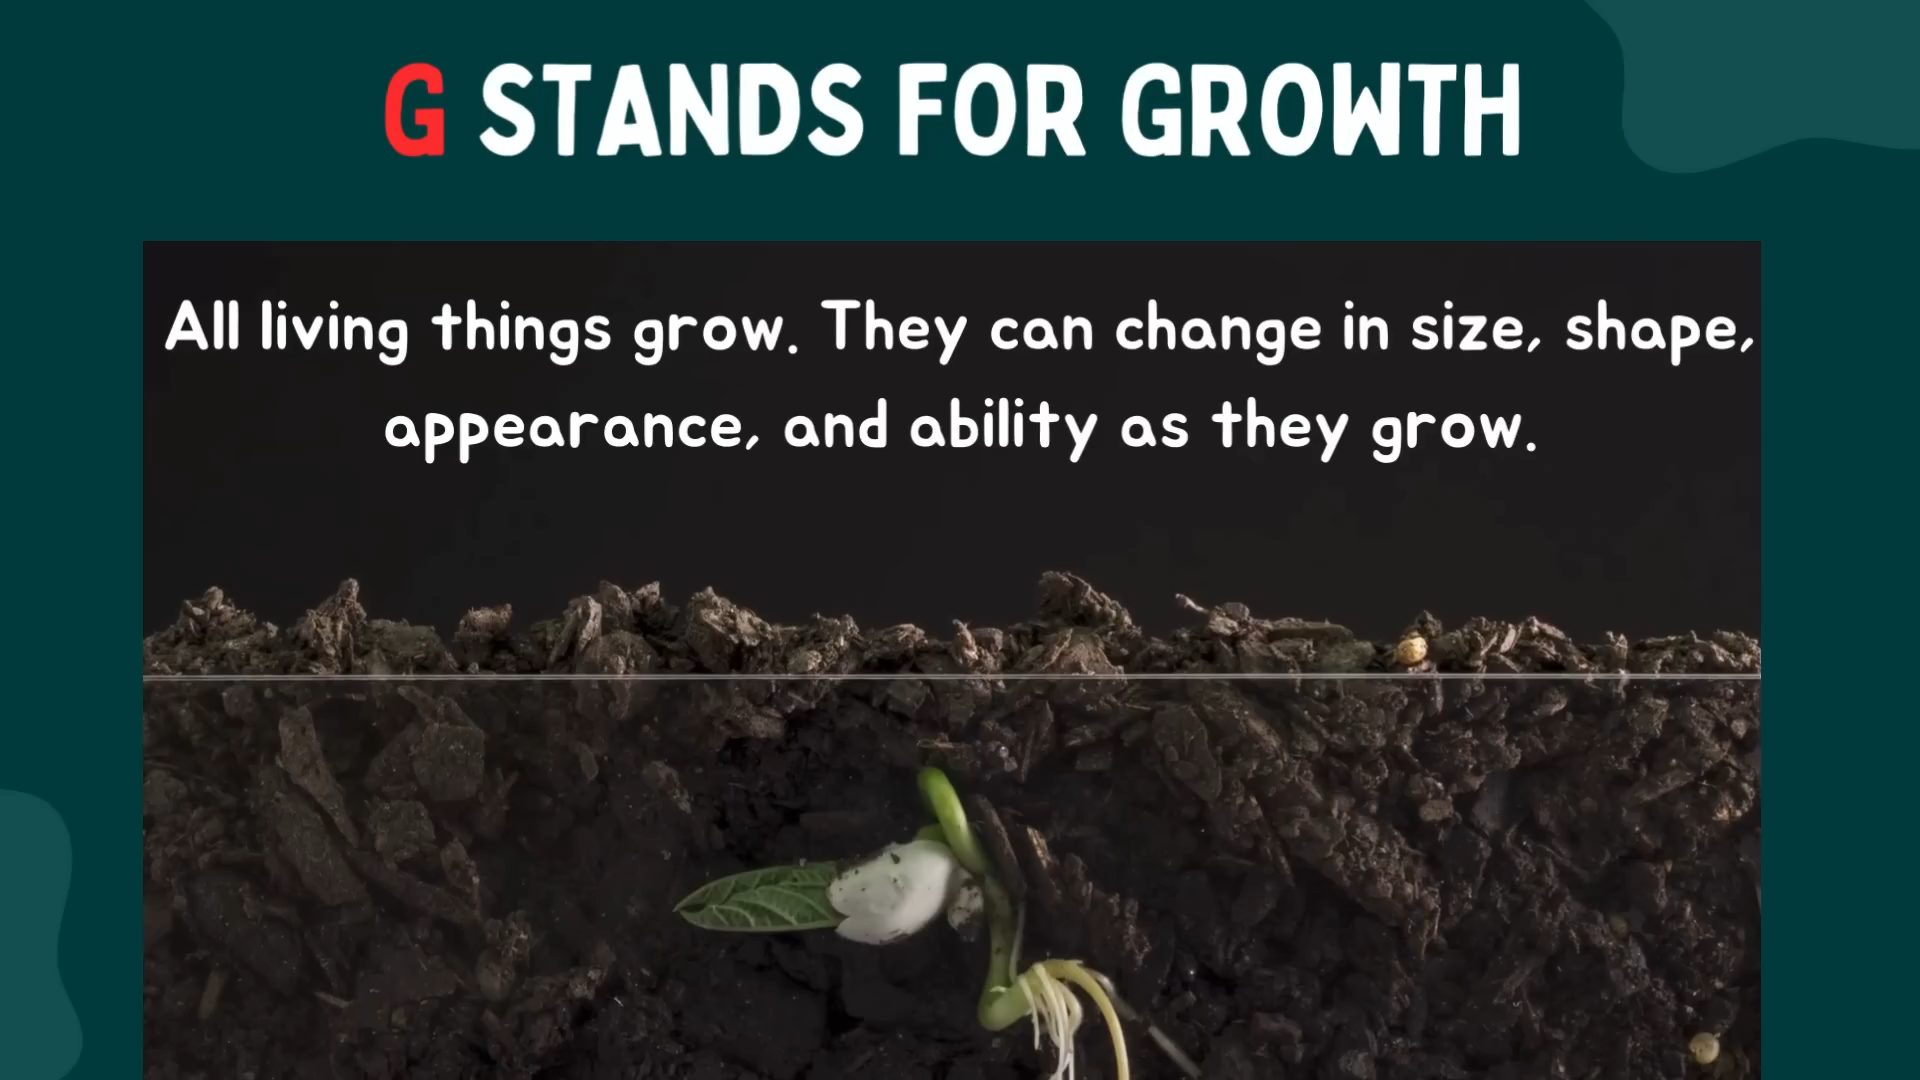 G STANDS FOR GROWTH
All living things grow. They can change in size, shape,
appearance, and ability as they grow.